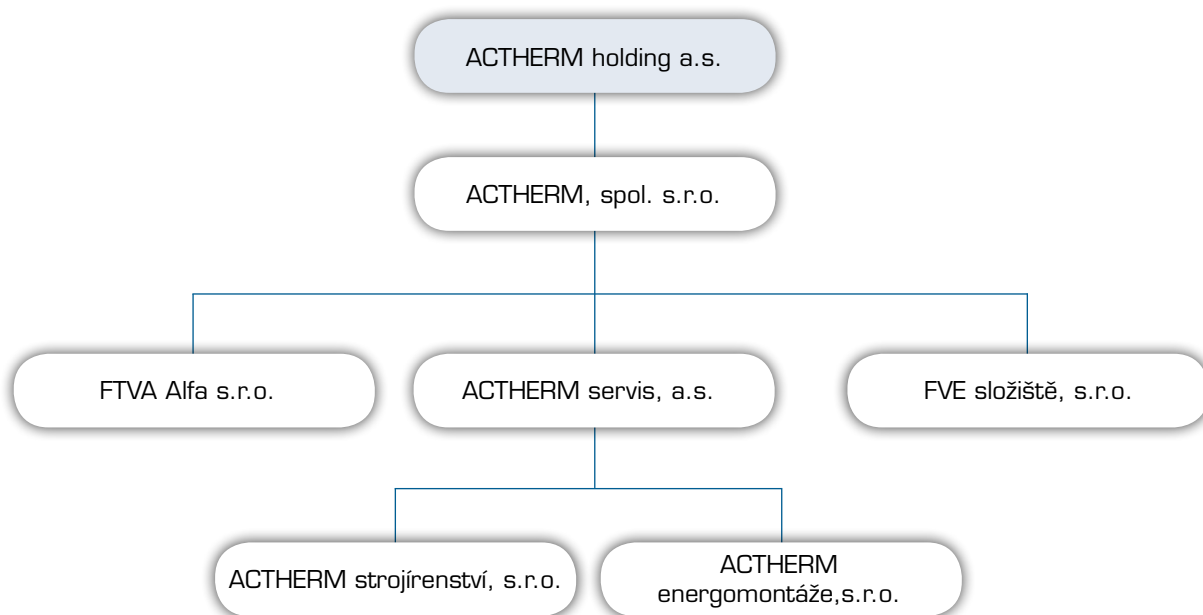 ACTHERM holding a.s.
ACTHERM, spol. s.r.o.
FTVA Alfa s.r.o.
ACTHERM servis, a.s.
FVE složiště, s.r.o.
ACTHERM strojírenství, s.r.o.
ACTHERM
energomontáže,s.r.o.